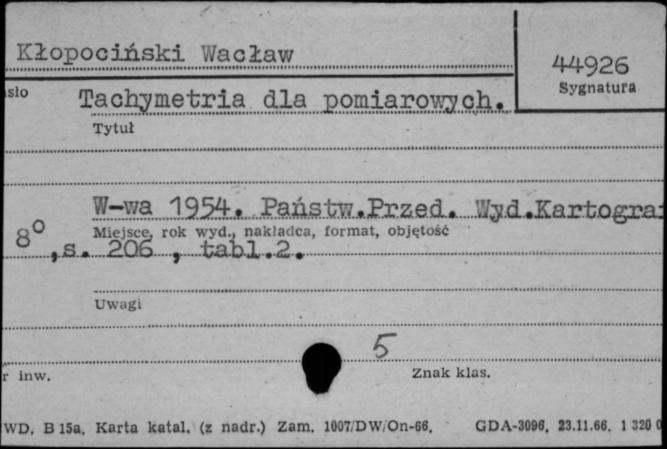 Kłopociński Wacław
44926
Sygnatura
sło Tachymetria dla pomiarowych.
Tytuł
W-wa 1954. Państw.Przed. Wyd.Kartogra
Miejsce, rok wyd., nakładca, format, objętość
8° ,s. 206 , tabl.2.
Uwagi
5
r inw. Znak klas.
WD. B 15a. Karta katal. (z nadr.) Zam. 1007/DW/On-66. GDA-3096. 23.11.66. 1 320 0